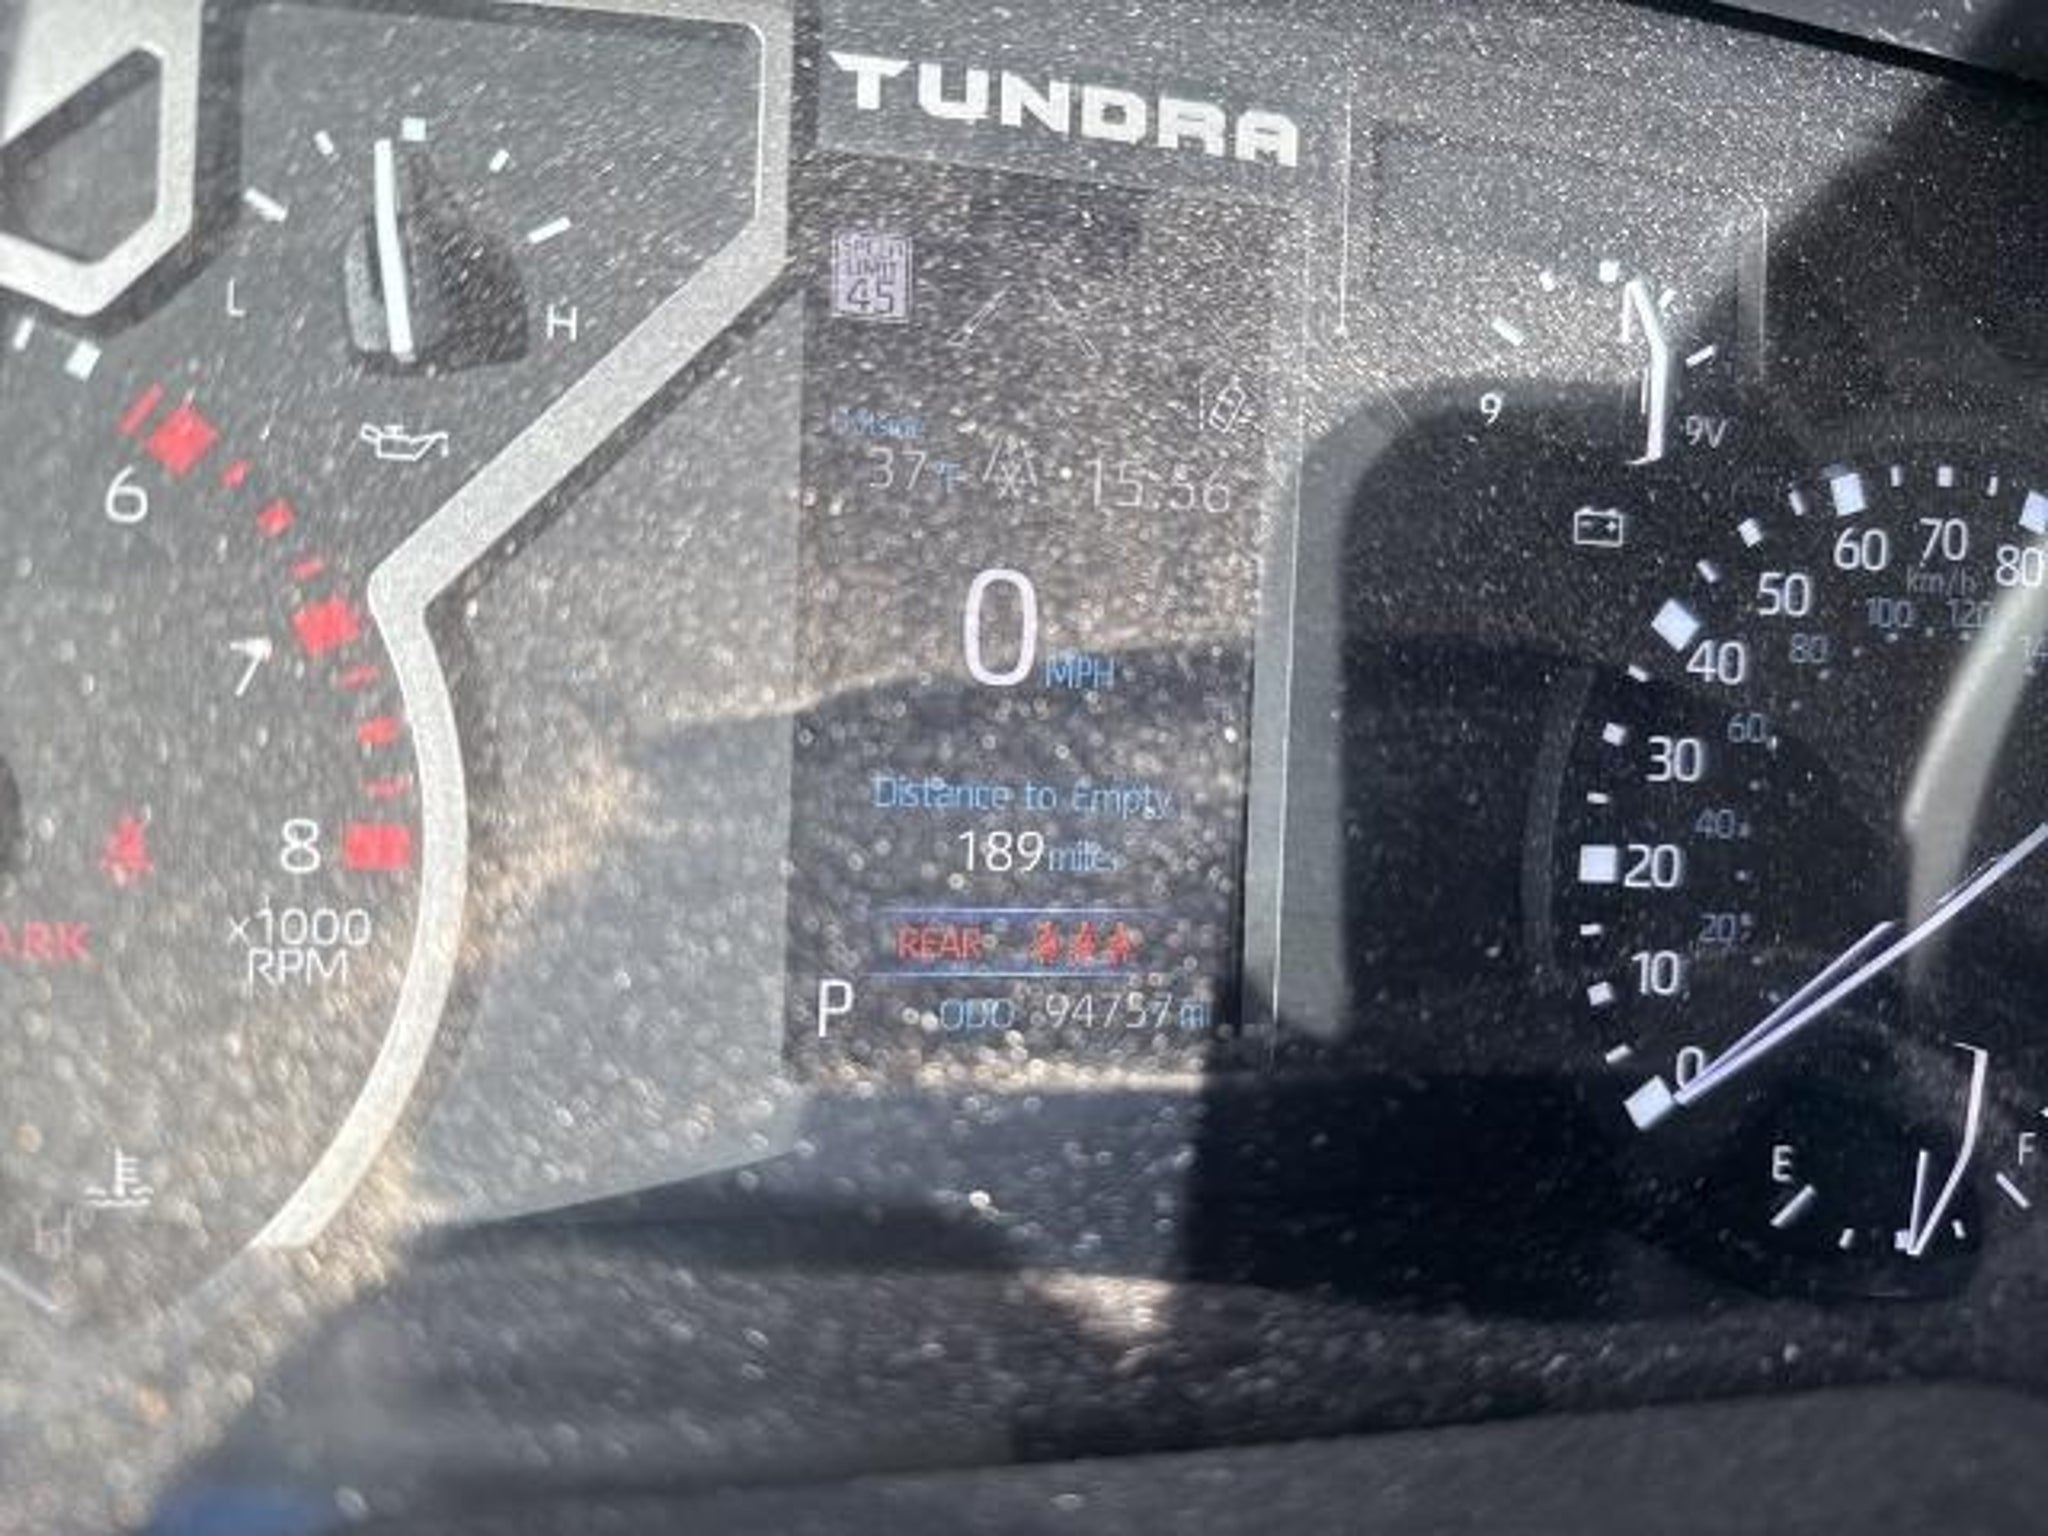 TUNDRA
SPEED
LIMIT
45
L
H
9
9V
Outside
37°F
15:56
6
7
8
x1000
RPM
0 MPH
Distance to Empty
189 miles
REAR
P
ODO 94757 mi
80
70
60
50
40
30
20
10
0
km/h
120
100
80
60
40
20
E
F